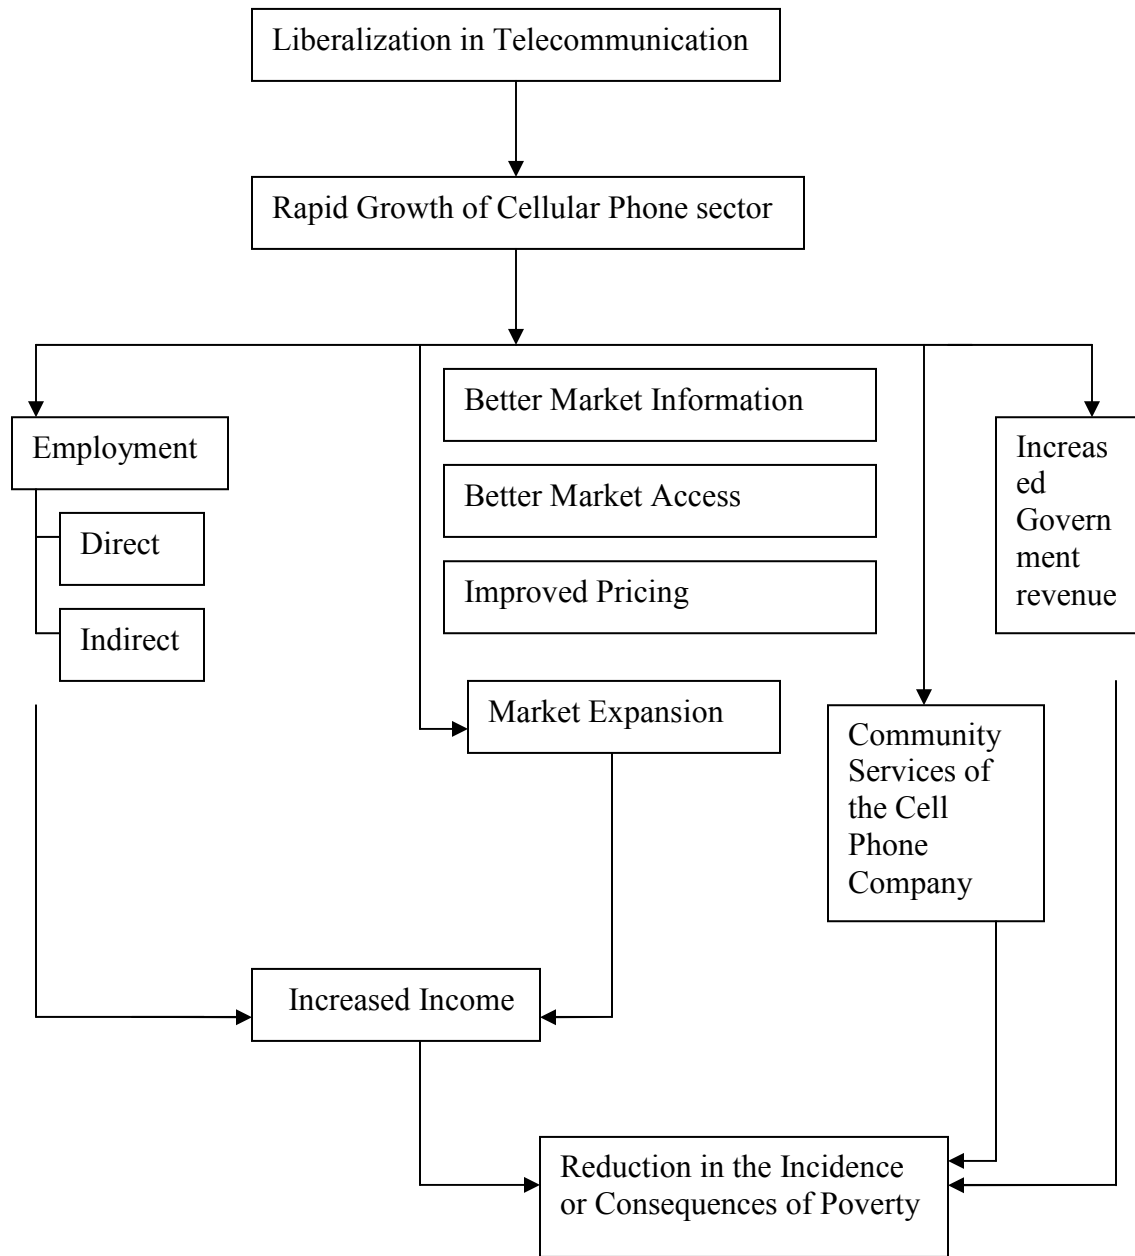 Liberalization in Telecommunication
Rapid Growth of Cellular Phone sector
Employment
Direct
Indirect
Better Market Information
Better Market Access
Improved Pricing
Market Expansion
Community
Services of
the Cell
Phone
Company
Increas
ed
Govern
ment
revenue
Increased Income
Reduction in the Incidence
or Consequences of Poverty